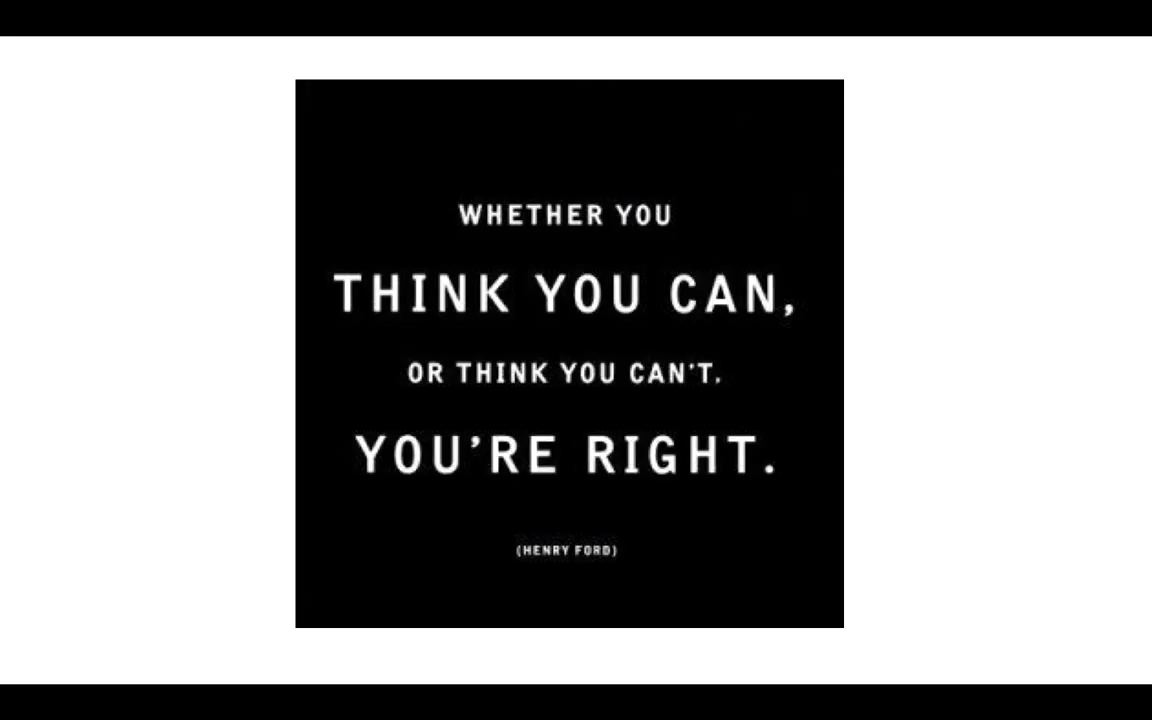 WHETHER YOU
THINK YOU CAN,
OR THINK YOU CAN'T,
YOU'RE RIGHT.
(HENRY FORD)